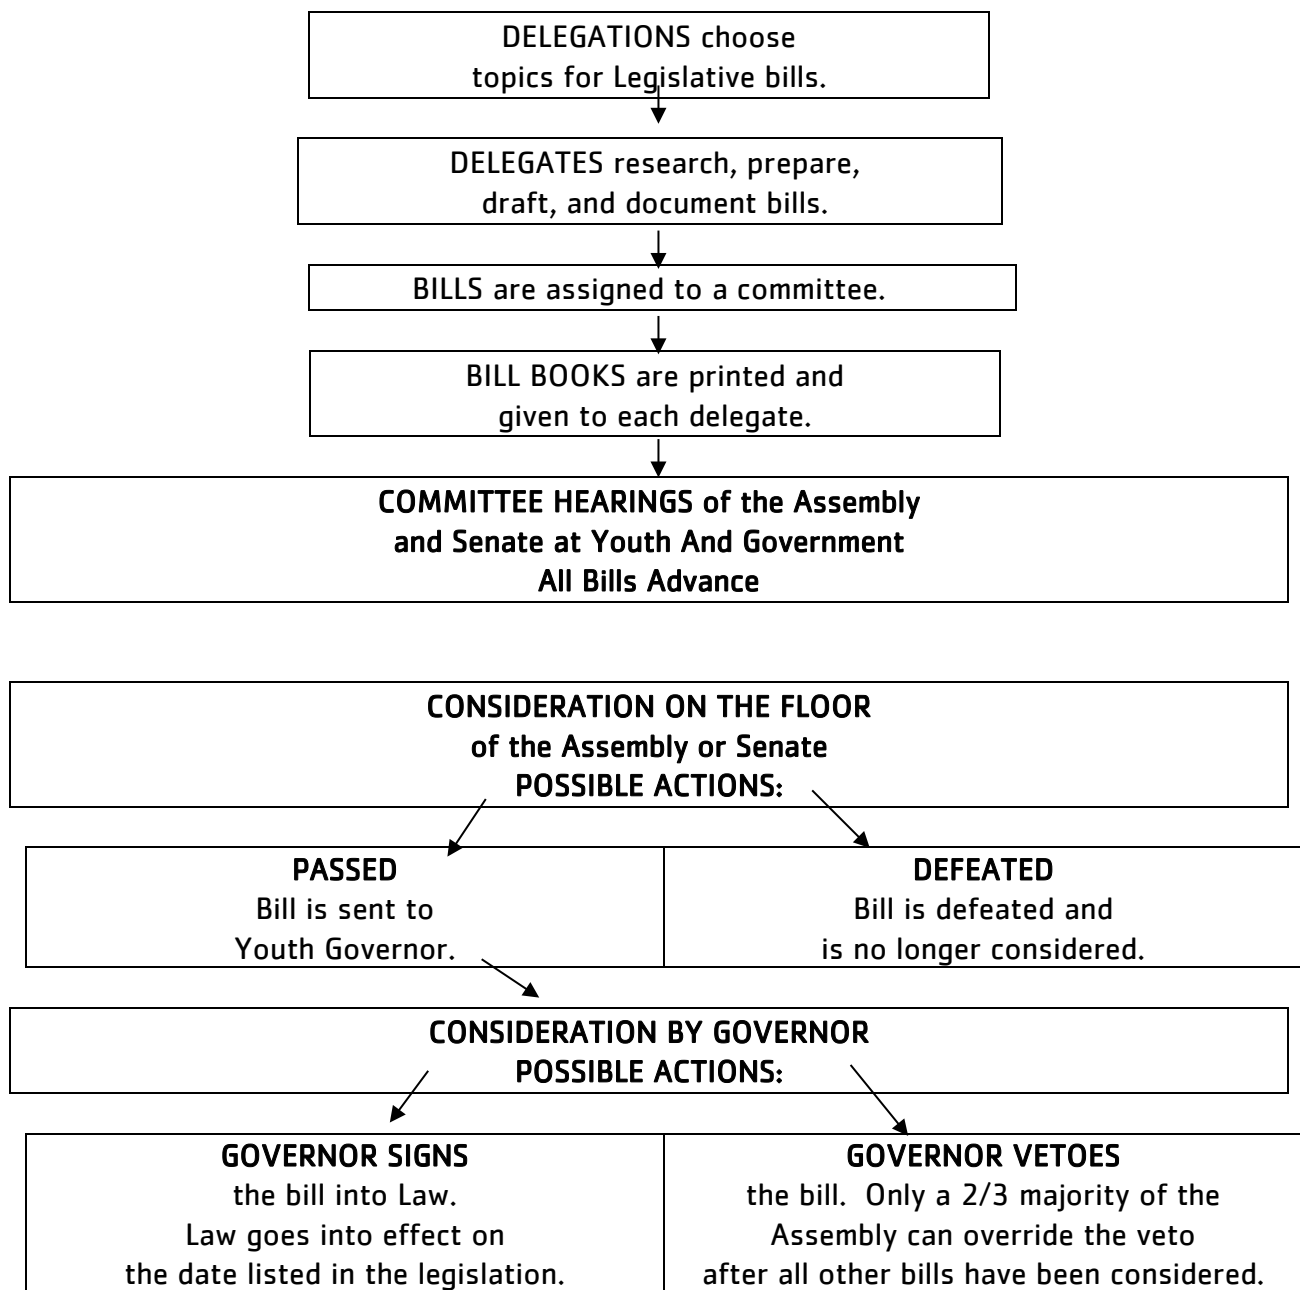 DELEGATIONS choose
topics for Legislative bills.
DELEGATES research, prepare,
draft, and document bills.
BILLS are assigned to a committee.
BILL BOOKS are printed and
given to each delegate.
COMMITTEE HEARINGS of the Assembly
and Senate at Youth And Government
All Bills Advance
CONSIDERATION ON THE FLOOR
of the Assembly or Senate
POSSIBLE ACTIONS:
PASSED
Bill is sent to
Youth Governor.
DEFEATED
Bill is defeated and
is no longer considered.
CONSIDERATION BY GOVERNOR
POSSIBLE ACTIONS:
GOVERNOR SIGNS
the bill into Law.
Law goes into effect on
the date listed in the legislation.
GOVERNOR VETOES
the bill.  Only a 2/3 majority of the
Assembly can override the veto
after all other bills have been considered.